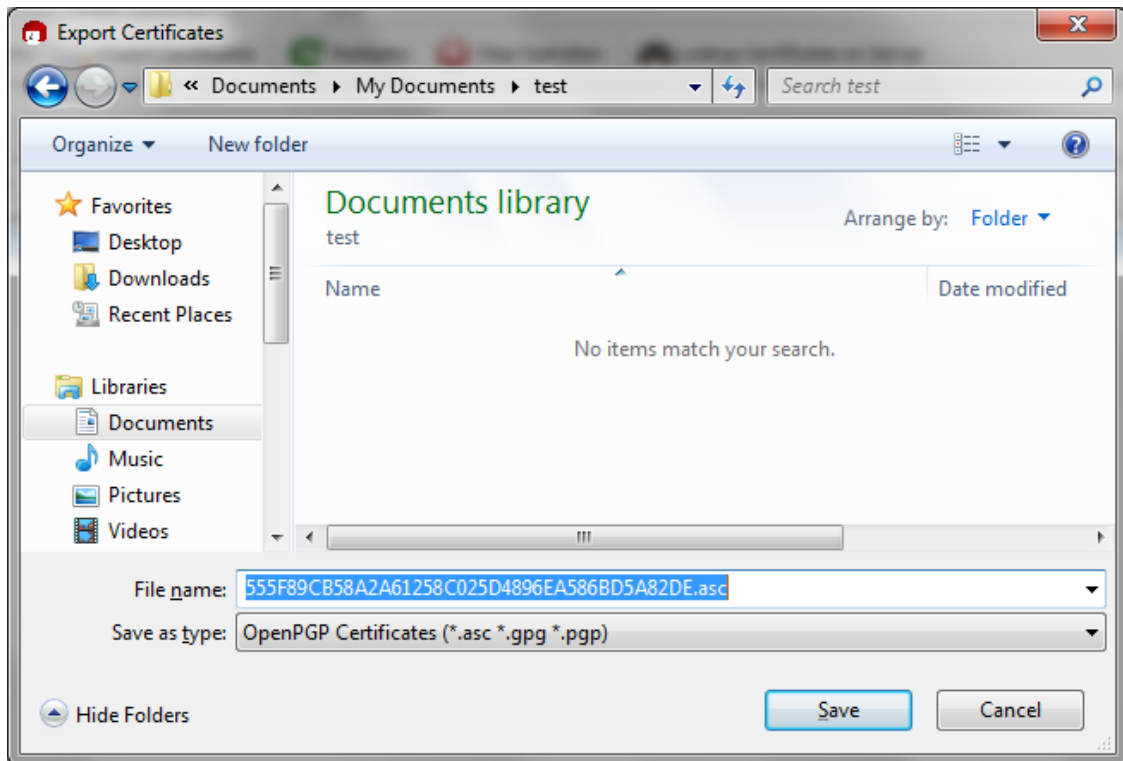 Export Certificates
« Documents ▸ My Documents ▸ test
Search test
Organize ▾ New folder
Favorites
Desktop
Downloads
Recent Places
Libraries
Documents
Music
Pictures
Videos
Documents library
test
Arrange by: Folder ▾
Name Date modified
No items match your search.
File name: 555F89CB58A2A61258C025D4896EA586BD5A82DE.asc
Save as type: OpenPGP Certificates (*.asc *.gpg *.pgp)
Hide Folders
Save Cancel